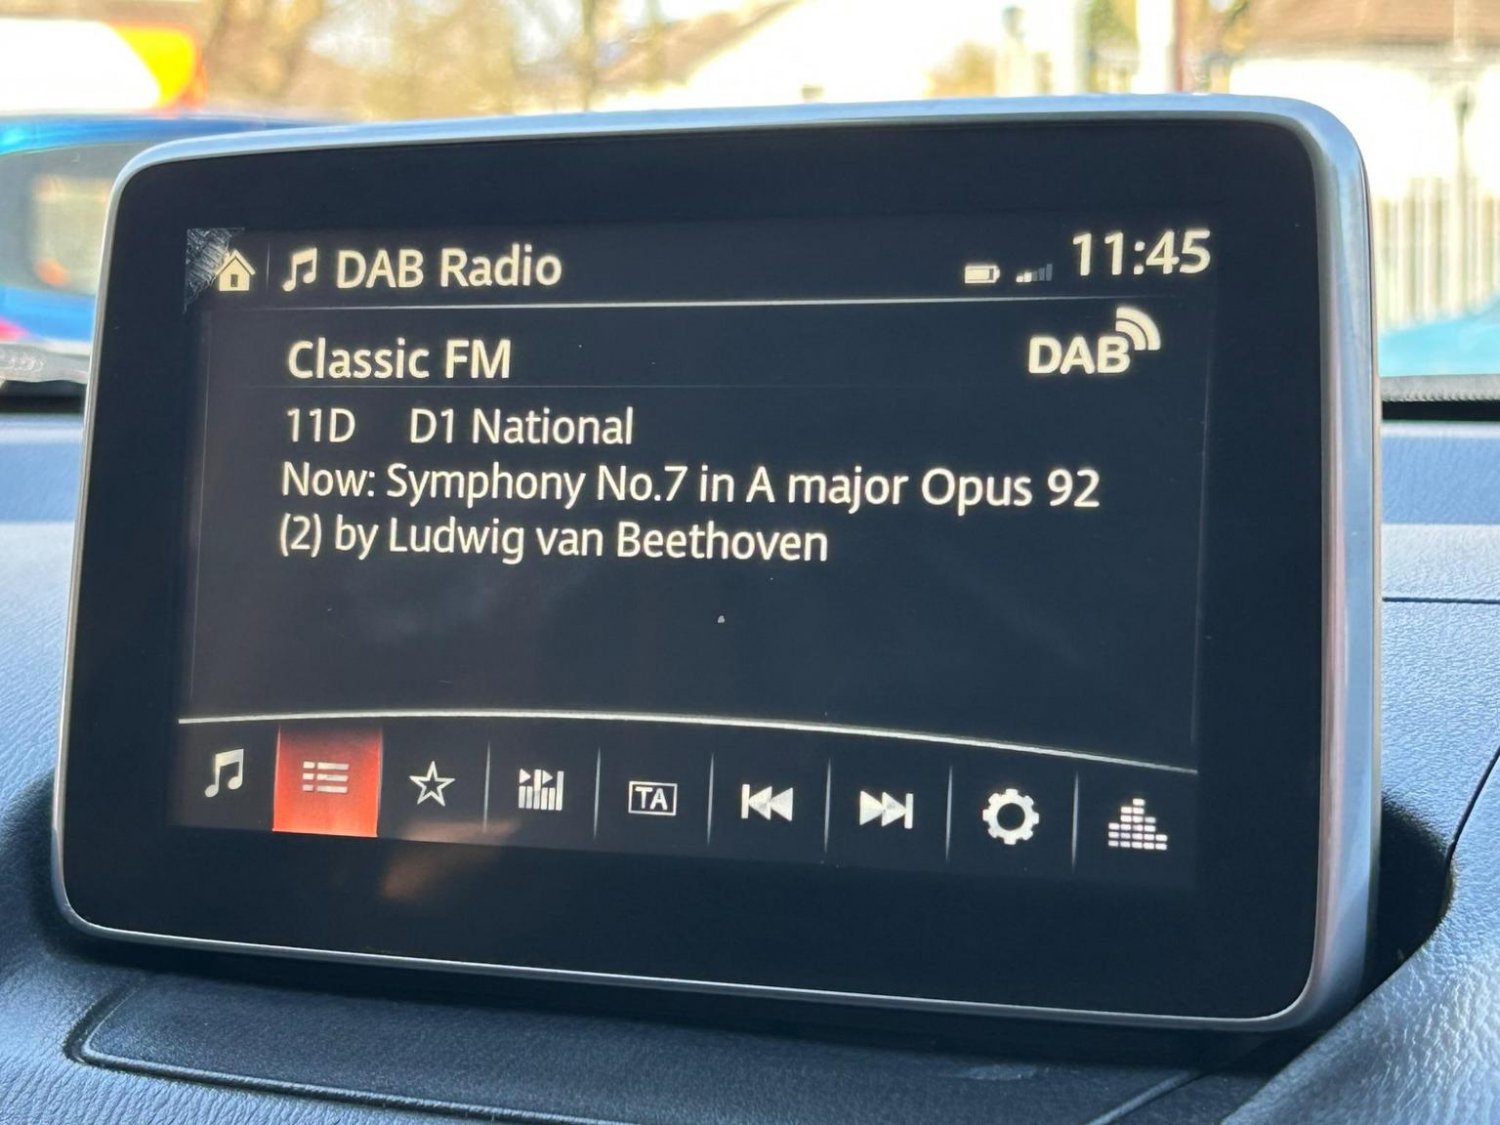 DAB Radio
11:45
Classic FM
DAB
11D D1 National
Now: Symphony No.7 in A major Opus 92
(2) by Ludwig van Beethoven
TA